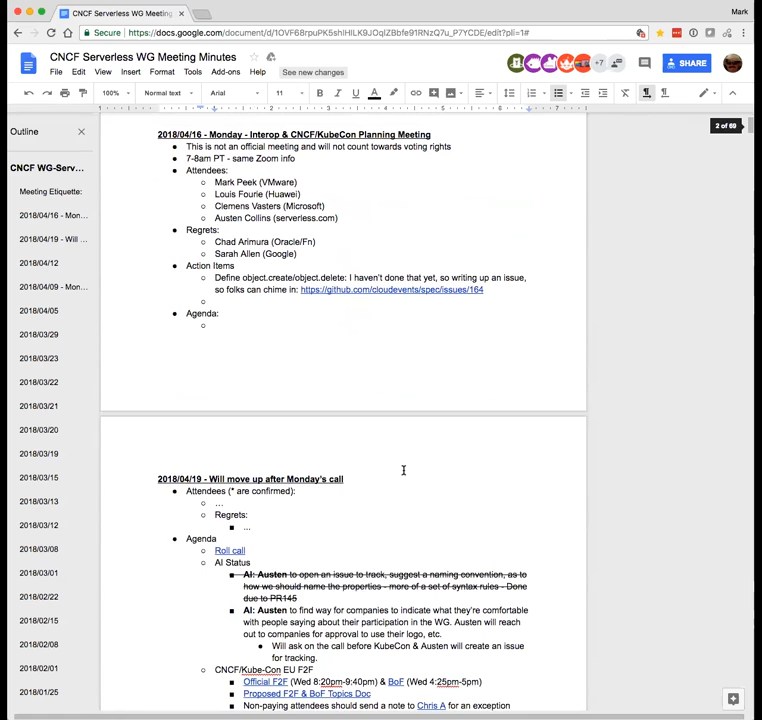 CNCF Serverless WG Meeting
Mark
Secure
https://docs.google.com/document/d/1OVF68rpuPK5shIHlLK9JOqlZBbfe91RNzQ7u_P7YCDE/edit?pli=1#
CNCF Serverless WG Meeting Minutes
File Edit View Insert Format Tools Add-ons Help See new changes
+7
SHARE
100% Normal text Arial 11
Outline
2 of 69
CNCF WG-Serv...
Meeting Etiquette:
2018/04/16 - Mon...
2018/04/19 - Will ...
2018/04/12
2018/04/09 - Mon...
2018/04/05
2018/03/29
2018/03/23
2018/03/22
2018/03/21
2018/03/20
2018/03/19
2018/03/15
2018/03/13
2018/03/12
2018/03/08
2018/03/01
2018/02/22
2018/02/15
2018/02/08
2018/02/01
2018/01/25
2018/04/16 - Monday - Interop & CNCF/KubeCon Planning Meeting
This is not an official meeting and will not count towards voting rights
7-8am PT - same Zoom info
Attendees:
Mark Peek (VMware)
Louis Fourie (Huawei)
Clemens Vasters (Microsoft)
Austen Collins (serverless.com)
Regrets:
Chad Arimura (Oracle/Fn)
Sarah Allen (Google)
Action Items
Define object.create/object.delete: I haven't done that yet, so writing up an issue,
so folks can chime in: https://github.com/cloudevents/spec/issues/164
Agenda:
2018/04/19 - Will move up after Monday's call
Attendees (* are confirmed):
...
Regrets:
...
Agenda
Roll call
AI Status
AI: Austen to open an issue to track, suggest a naming convention, as to
how we should name the properties - more of a set of syntax rules - Done
due to PR145
AI: Austen to find way for companies to indicate what they're comfortable
with people saying about their participation in the WG. Austen will reach
out to companies for approval to use their logo, etc.
Will ask on the call before KubeCon & Austen will create an issue
for tracking.
CNCF/Kube-Con EU F2F
Official F2F (Wed 8:20pm-9:40pm) & BoF (Wed 4:25pm-5pm)
Proposed F2F & BoF Topics Doc
Non-paying attendees should send a note to Chris A for an exception